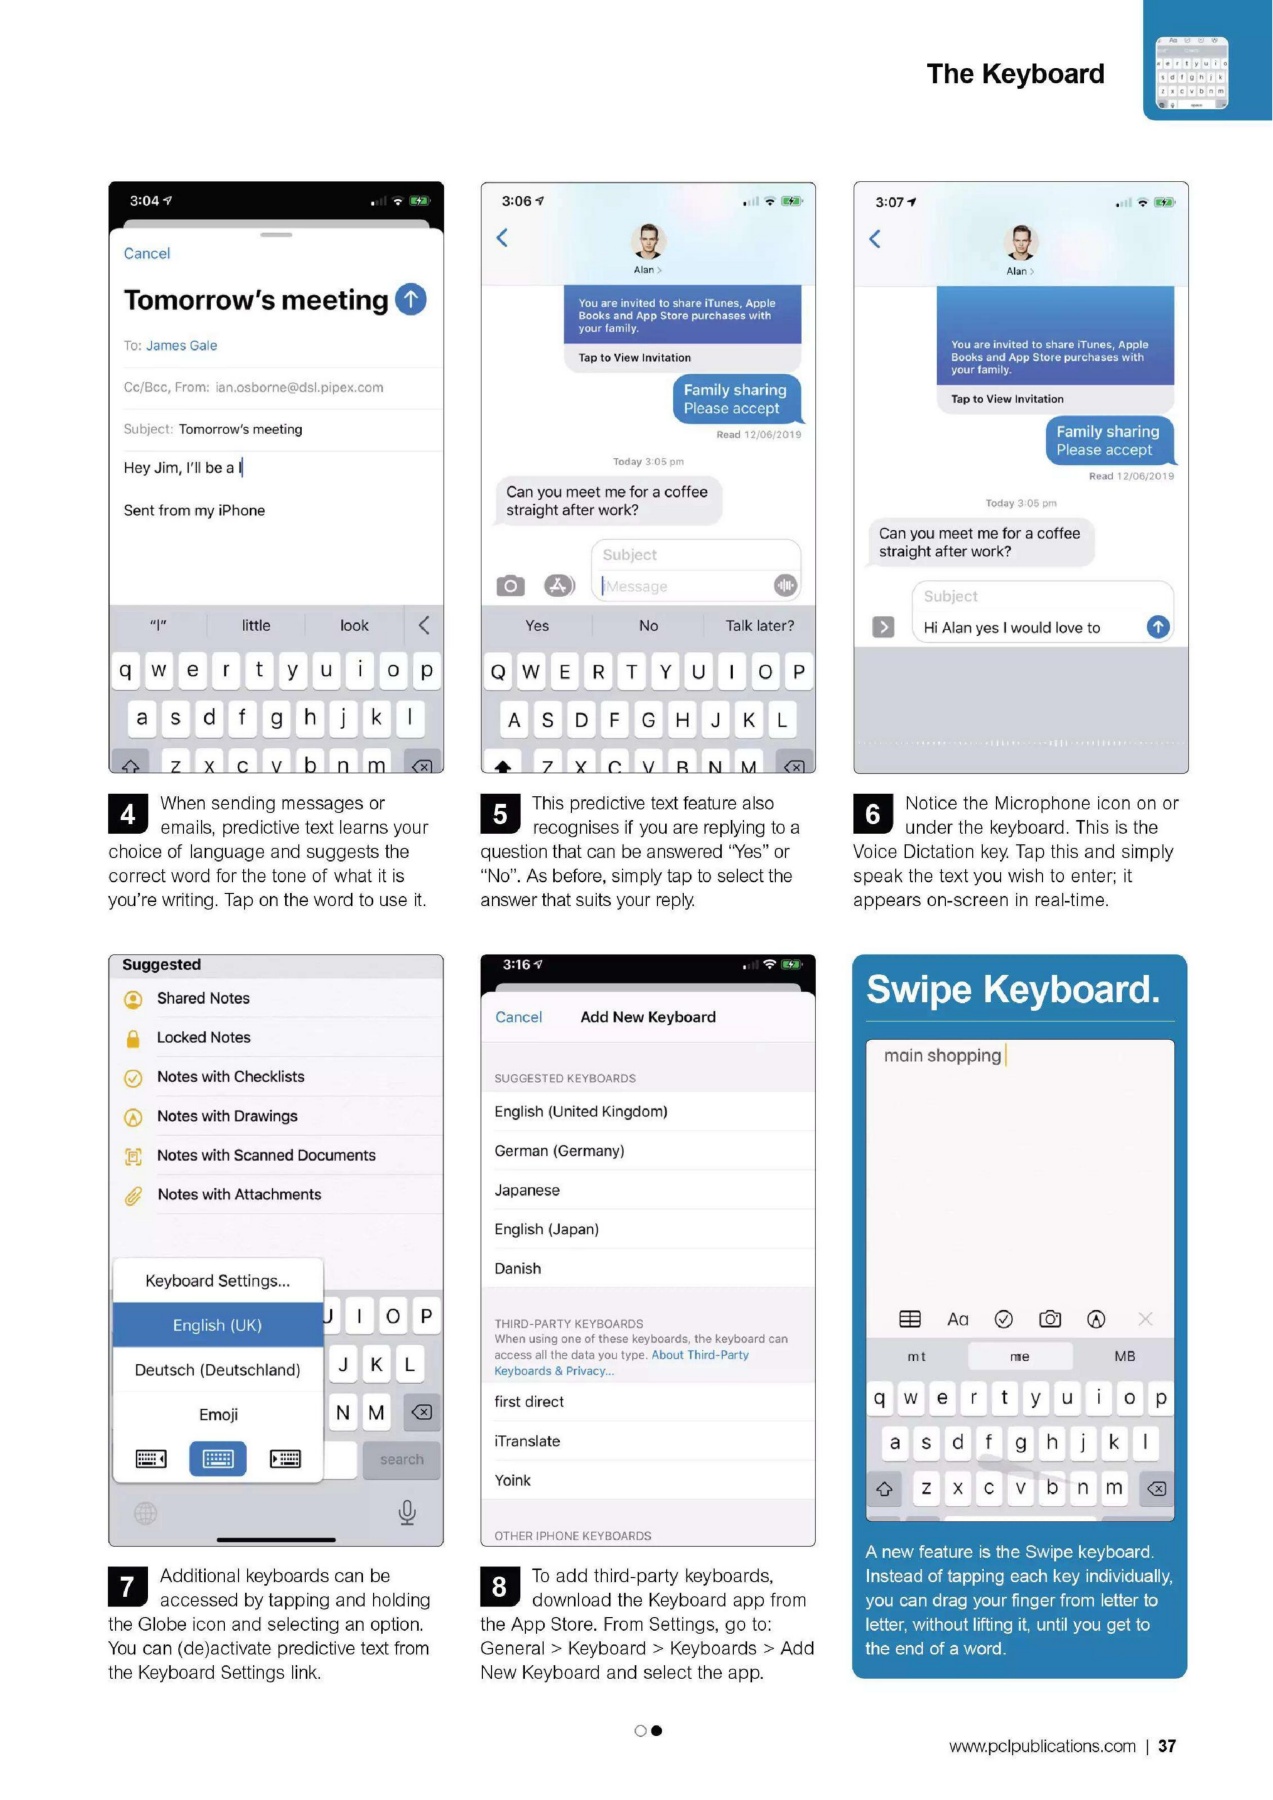 The Keyboard
3:04
Cancel
Tomorrow's meeting
To: James Gale
Cc/Bcc, From: ian.osborne@dsl.pipex.com
Subject: Tomorrow's meeting
Hey Jim, I'll be a l
Sent from my iPhone
"l" little look
q w e r t y u i o p
a s d f g h j k l
z x c v b n m
3:06
Alan >
You are invited to share iTunes, Apple
Books and App Store purchases with
your family.
Tap to View Invitation
Family sharing
Please accept
Read 12/06/2019
Today 3:05 pm
Can you meet me for a coffee
straight after work?
Subject
iMessage
Yes No Talk later?
Q W E R T Y U I O P
A S D F G H J K L
Z X C V B N M
3:07
Alan >
You are invited to share iTunes, Apple
Books and App Store purchases with
your family.
Tap to View Invitation
Family sharing
Please accept
Read 12/06/2019
Today 3:05 pm
Can you meet me for a coffee
straight after work?
Subject
Hi Alan yes I would love to
4 When sending messages or
emails, predictive text learns your
choice of language and suggests the
correct word for the tone of what it is
you're writing. Tap on the word to use it.
5 This predictive text feature also
recognises if you are replying to a
question that can be answered "Yes" or
"No". As before, simply tap to select the
answer that suits your reply.
6 Notice the Microphone icon on or
under the keyboard. This is the
Voice Dictation key. Tap this and simply
speak the text you wish to enter; it
appears on-screen in real-time.
Suggested
Shared Notes
Locked Notes
Notes with Checklists
Notes with Drawings
Notes with Scanned Documents
Notes with Attachments
Keyboard Settings...
English (UK)
Deutsch (Deutschland)
Emoji
U I O P
J K L
N M
search
3:16
Cancel Add New Keyboard
SUGGESTED KEYBOARDS
English (United Kingdom)
German (Germany)
Japanese
English (Japan)
Danish
THIRD-PARTY KEYBOARDS
When using one of these keyboards, the keyboard can
access all the data you type. About Third-Party
Keyboards & Privacy...
first direct
iTranslate
Yoink
OTHER IPHONE KEYBOARDS
Swipe Keyboard.
main shopping
Aa
mt me MB
q w e r t y u i o p
a s d f g h j k l
z x c v b n m
A new feature is the Swipe keyboard.
Instead of tapping each key individually,
you can drag your finger from letter to
letter, without lifting it, until you get to
the end of a word.
7 Additional keyboards can be
accessed by tapping and holding
the Globe icon and selecting an option.
You can (de)activate predictive text from
the Keyboard Settings link.
8 To add third-party keyboards,
download the Keyboard app from
the App Store. From Settings, go to:
General > Keyboard > Keyboards > Add
New Keyboard and select the app.
www.pclpublications.com | 37